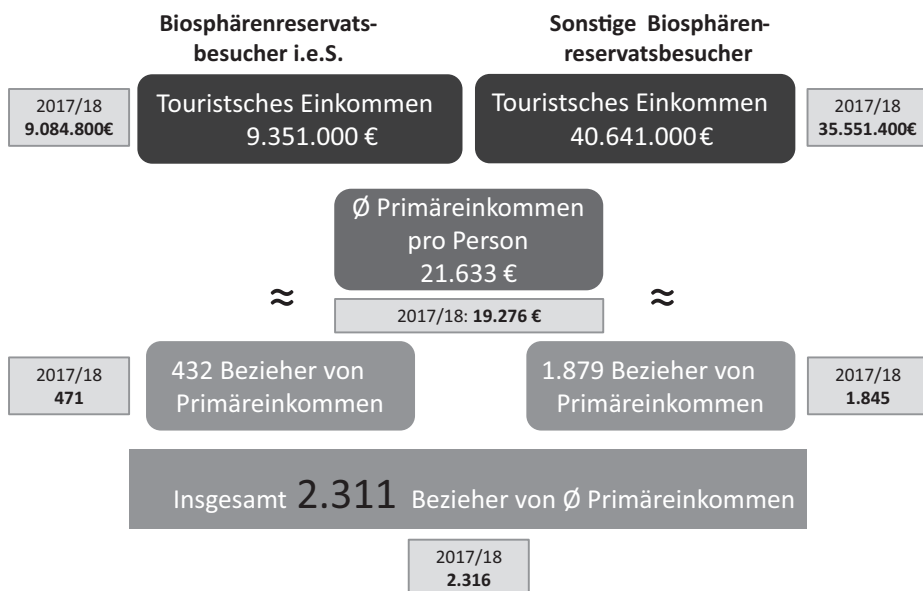 Biosphärenreservats-
besucher i.e.S.
Sonstige Biosphären-
reservatsbesucher
2017/18
9.084.800€
Touristsches Einkommen
9.351.000 €
Touristsches Einkommen
40.641.000 €
2017/18
35.551.400€
Ø Primäreinkommen
pro Person
21.633 €
≈
≈
2017/18: 19.276 €
2017/18
471
432 Bezieher von
Primäreinkommen
1.879 Bezieher von
Primäreinkommen
2017/18
1.845
Insgesamt 2.311 Bezieher von Ø Primäreinkommen
2017/18
2.316